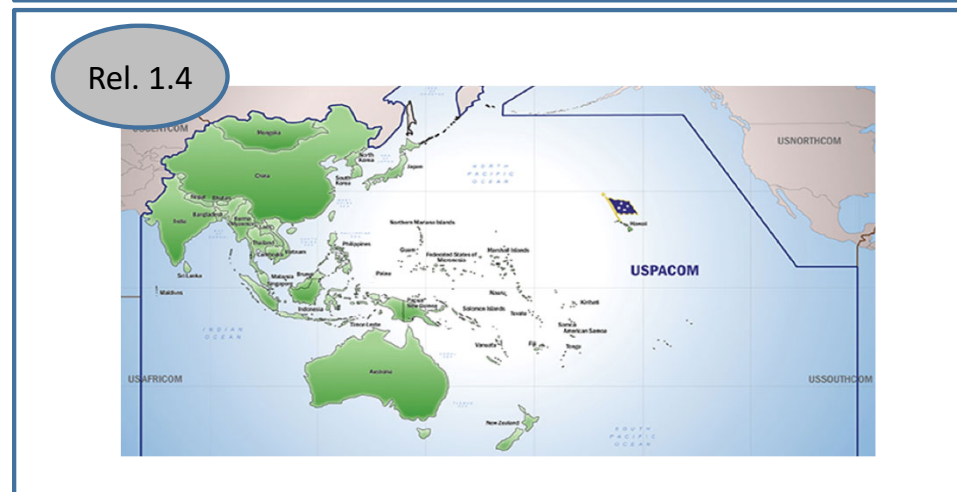 Rel. 1.4
USCENTCOM
Mongolia
USNORTHCOM
North
Korea
Japan
NORTH
PACIFIC
OCEAN
China
South
Korea
Nepal
Bhutan
Bangladesh
India
Burma
Laos
Hawaii
Northern Mariana Islands
Thailand
Vietnam
Cambodia
Philippines
Guam
Federated States of
Micronesia
Marshall Islands
USPACOM
Sri Lanka
Malaysia
Brunei
Palau
Singapore
Maldives
Nauru
Kiribati
Indonesia
Papua
New Guinea
Solomon Islands
Tuvalu
INDIAN
OCEAN
Timor-Leste
Samoa
American Samoa
Vanuatu
Fiji
Tonga
USAFRICOM
Australia
USSOUTHCOM
New Zealand
SOUTH
PACIFIC
OCEAN